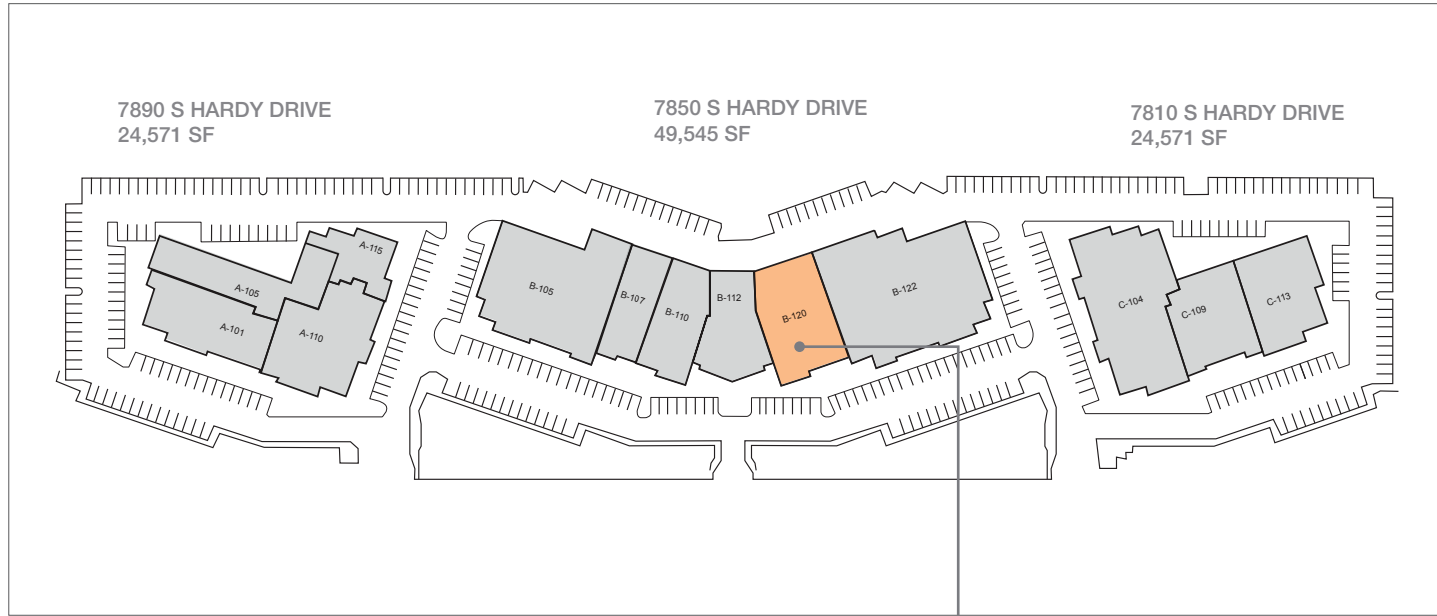 7890 S HARDY DRIVE
24,571 SF
7850 S HARDY DRIVE
49,545 SF
7810 S HARDY DRIVE
24,571 SF
A-115
A-105
A-101
A-110
B-105
B-107
B-110
B-112
B-120
B-122
C-104
C-109
C-113